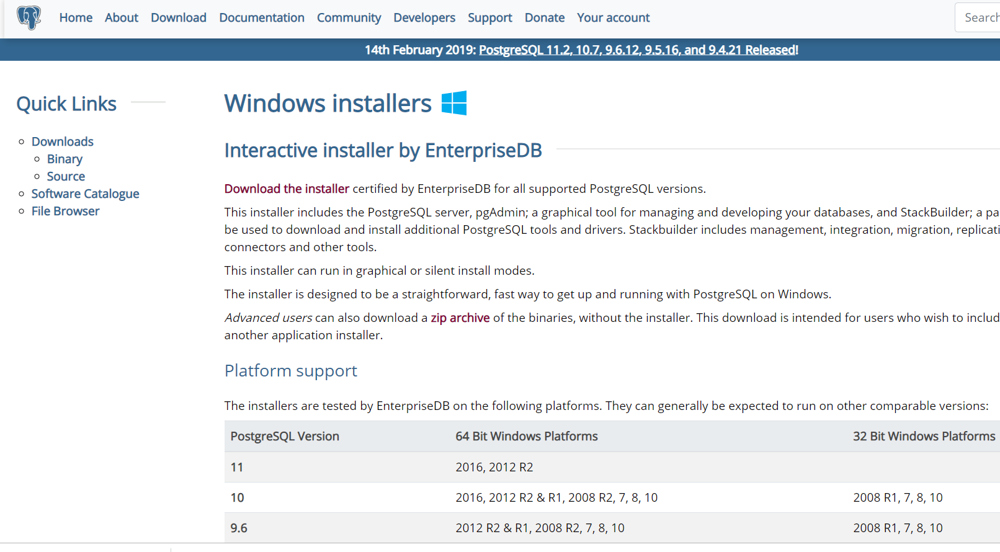 Home About Download Documentation Community Developers Support Donate Your account Search
14th February 2019: PostgreSQL 11.2, 10.7, 9.6.12, 9.5.16, and 9.4.21 Released!
Quick Links
Downloads
Binary
Source
Software Catalogue
File Browser
Windows installers
Interactive installer by EnterpriseDB
Download the installer certified by EnterpriseDB for all supported PostgreSQL versions.
This installer includes the PostgreSQL server, pgAdmin; a graphical tool for managing and developing your databases, and StackBuilder; a pa
be used to download and install additional PostgreSQL tools and drivers. Stackbuilder includes management, integration, migration, replicati
connectors and other tools.
This installer can run in graphical or silent install modes.
The installer is designed to be a straightforward, fast way to get up and running with PostgreSQL on Windows.
Advanced users can also download a zip archive of the binaries, without the installer. This download is intended for users who wish to includ
another application installer.
Platform support
The installers are tested by EnterpriseDB on the following platforms. They can generally be expected to run on other comparable versions:
PostgreSQL Version 64 Bit Windows Platforms 32 Bit Windows Platforms
11 2016, 2012 R2
10 2016, 2012 R2 & R1, 2008 R2, 7, 8, 10 2008 R1, 7, 8, 10
9.6 2012 R2 & R1, 2008 R2, 7, 8, 10 2008 R1, 7, 8, 10